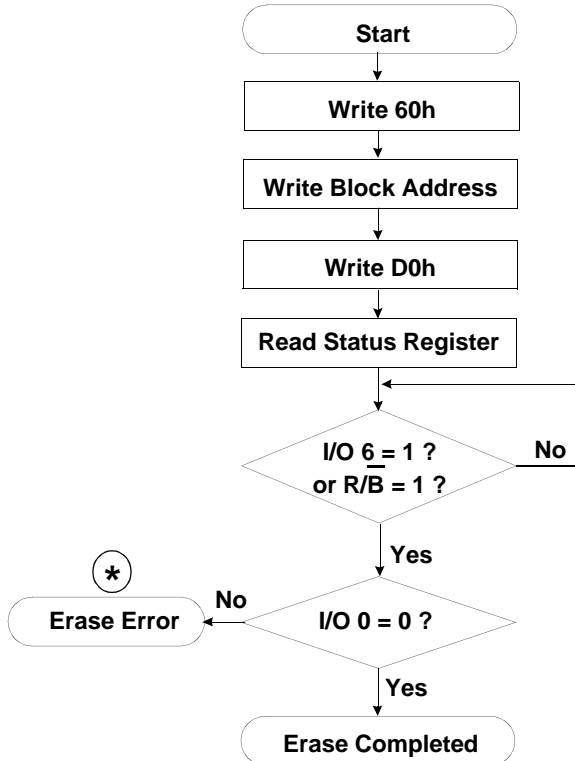 Start
Write 60h
Write Block Address
Write D0h
Read Status Register
I/O 6 = 1 ?
or R/B̅ = 1 ?
No
Yes
*
No
Erase Error
I/O 0 = 0 ?
Yes
Erase Completed